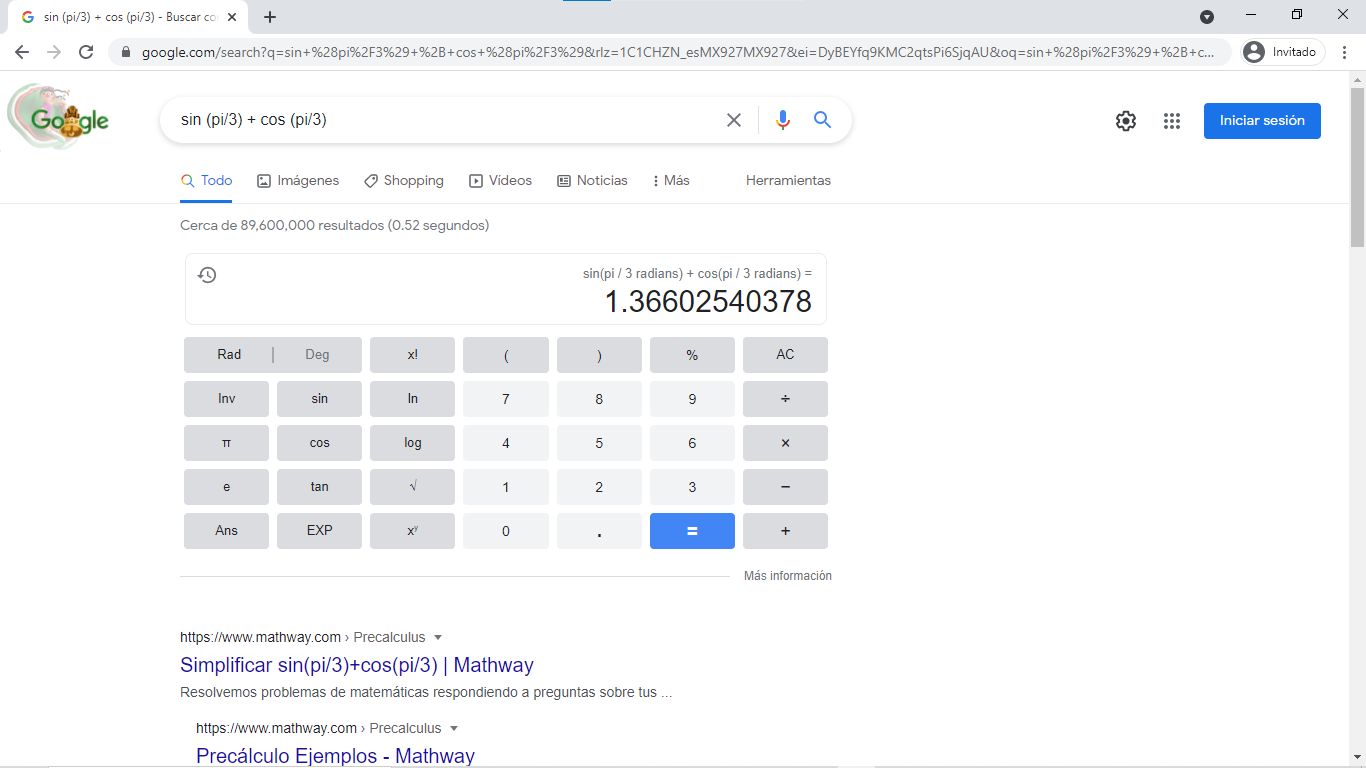 sin (pi/3) + cos (pi/3) - Buscar co
google.com/search?q=sin+%28pi%2F3%29+%2B+cos+%28pi%2F3%29&rlz=1C1CHZN_esMX927MX927&ei=DyBEYfq9KMC2qtsPi6SjqAU&oq=sin+%28pi%2F3%29+%2B+c...
Invitado
Google
sin (pi/3) + cos (pi/3)
Iniciar sesión
Todo Imágenes Shopping Videos Noticias Más Herramientas
Cerca de 89,600,000 resultados (0.52 segundos)
sin(pi / 3 radians) + cos(pi / 3 radians) =
1.36602540378
Rad | Deg x! ( ) % AC
Inv sin ln 7 8 9 ÷
π cos log 4 5 6 ×
e tan √ 1 2 3 −
Ans EXP xʸ 0 . = +
Más información
https://www.mathway.com › Precalculus
Simplificar sin(pi/3)+cos(pi/3) | Mathway
Resolvemos problemas de matemáticas respondiendo a preguntas sobre tus ...
https://www.mathway.com › Precalculus
Precálculo Ejemplos - Mathway